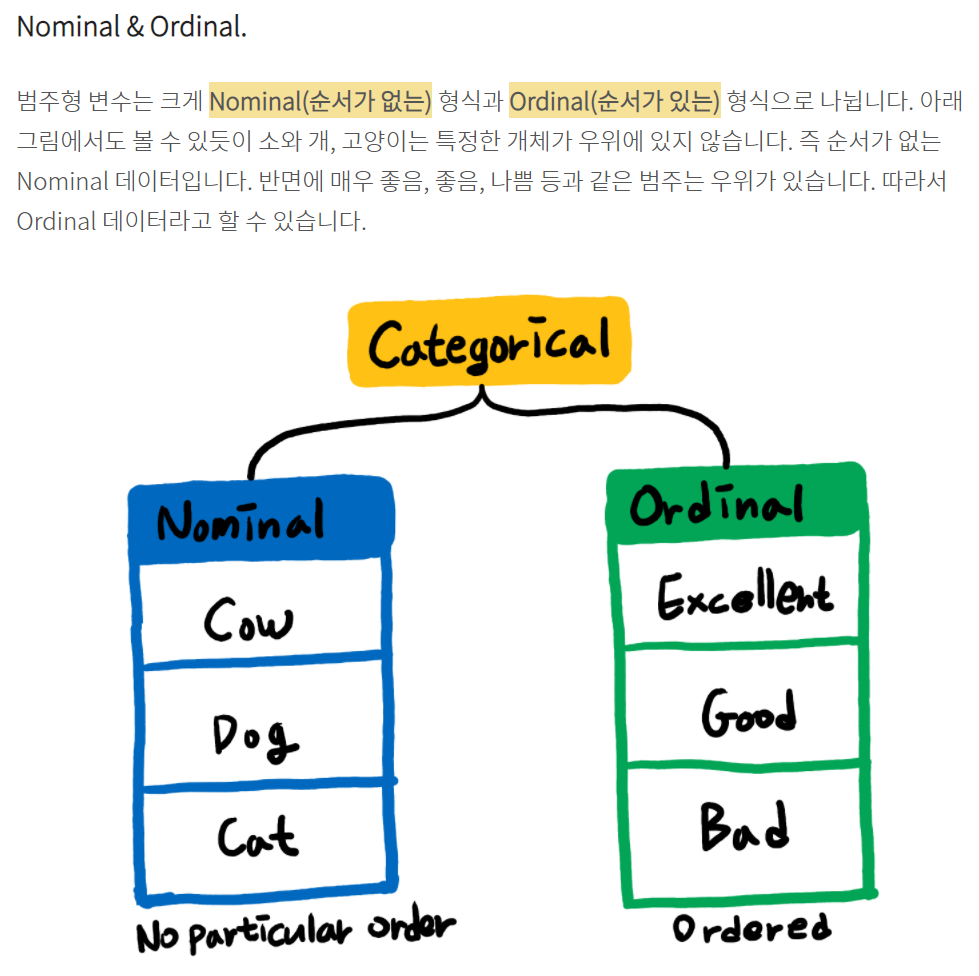 Nominal & Ordinal.
범주형 변수는 크게 Nominal(순서가 없는) 형식과 Ordinal(순서가 있는) 형식으로 나뉩니다. 아래
그림에서도 볼 수 있듯이 소와 개, 고양이는 특정한 개체가 우위에 있지 않습니다. 즉 순서가 없는
Nominal 데이터입니다. 반면에 매우 좋음, 좋음, 나쁨 등과 같은 범주는 우위가 있습니다. 따라서
Ordinal 데이터라고 할 수 있습니다.
Categorical
Nominal
Cow
Dog
Cat
No particular order
Ordinal
Excellent
Good
Bad
Ordered